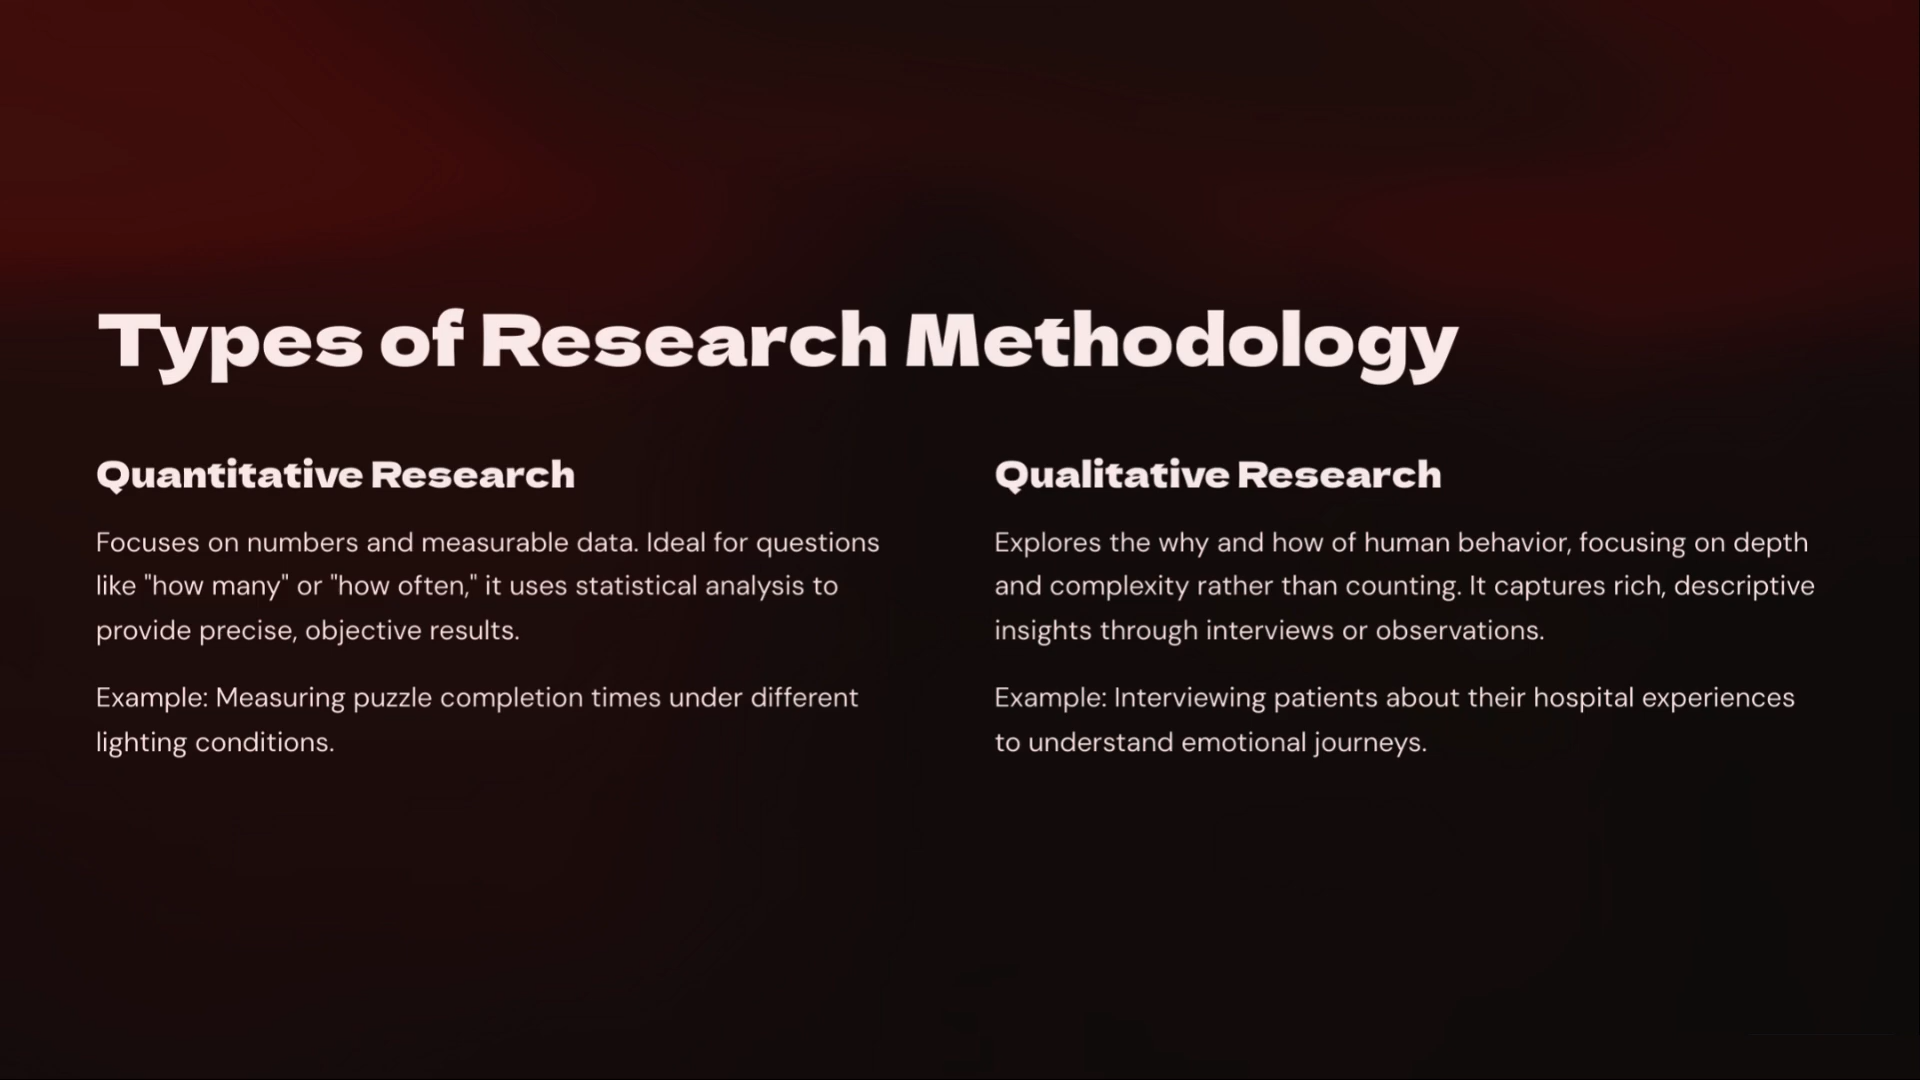 Types of Research Methodology
Quantitative Research
Focuses on numbers and measurable data. Ideal for questions
like "how many" or "how often," it uses statistical analysis to
provide precise, objective results.
Example: Measuring puzzle completion times under different
lighting conditions.
Qualitative Research
Explores the why and how of human behavior, focusing on depth
and complexity rather than counting. It captures rich, descriptive
insights through interviews or observations.
Example: Interviewing patients about their hospital experiences
to understand emotional journeys.